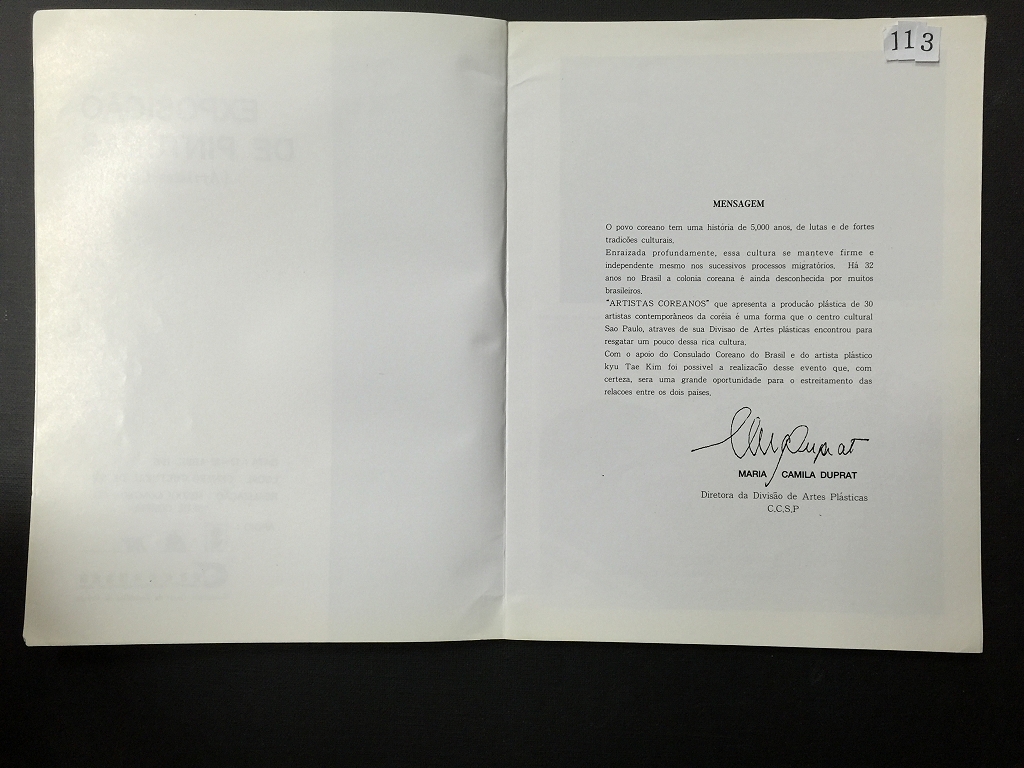 113
MENSAGEM
O povo coreano tem uma história de 5,000 anos, de lutas e de fortes
tradicões culturais.
Enraizada profundamente, essa cultura se manteve firme e
independente mesmo nos sucessivos processos migratórios. Há 32
anos no Brasil a colonia coreana é ainda desconhecida por muitos
brasileiros.
"ARTISTAS COREANOS" que apresenta a producão plástica de 30
artistas contemporâneos da coréia é uma forma que o centro cultural
Sao Paulo, atraves de sua Divisao de Artes plásticas encontrou para
resgatar um pouco dessa rica cultura.
Com o apoio do Consulado Coreano do Brasil e do artista plástico
kyu Tae Kim foi possivel a realizacão desse evento que, com
certeza, sera uma grande oportunidade para o estreitamento das
relacoes entre os dois paises.
MARIA CAMILA DUPRAT
Diretora da Divisão de Artes Plásticas
C.C.S.P
EXPOSIÇÃO